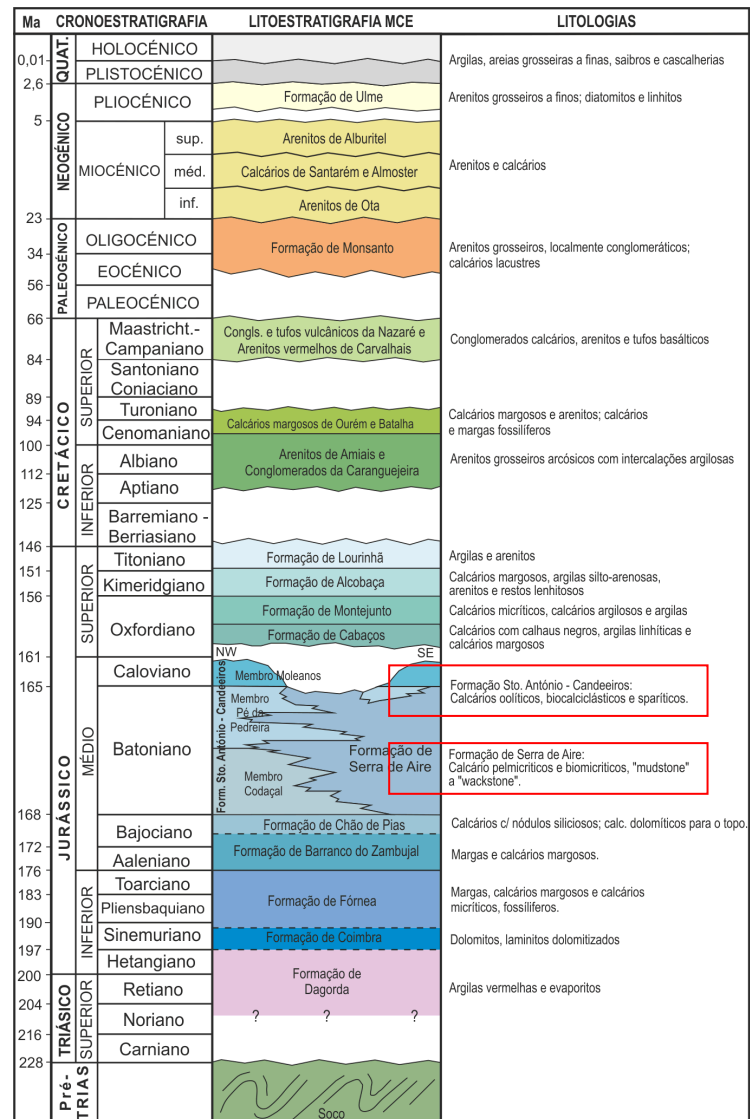 Ma CRONOESTRATIGRAFIA LITOESTRATIGRAFIA MCE LITOLOGIAS
QUAT.
HOLOCÉNICO
0,01
PLISTOCÉNICO
Argilas, areias grosseiras a finas, saibros e cascalherias
2,6
NEOGÉNICO
PLIOCÉNICO
Formação de Ulme
Arenitos grosseiros a finos; diatomitos e linhitos
5
MIOCÉNICO
sup.
Arenitos de Alburitel
méd.
Calcários de Santarém e Almoster
Arenitos e calcários
inf.
Arenitos de Ota
23
PALEOGÉNICO
OLIGOCÉNICO
34
EOCÉNICO
Formação de Monsanto
Arenitos grosseiros, localmente conglomeráticos;
calcários lacustres
56
PALEOCÉNICO
66
CRETÁCICO
SUPERIOR
Maastricht.-
Campaniano
Congls. e tufos vulcânicos da Nazaré e
Arenitos vermelhos de Carvalhais
Conglomerados calcários, arenitos e tufos basálticos
84
Santoniano
Coniaciano
89
Turoniano
94
Cenomaniano
Calcários margosos de Ourém e Batalha
Calcários margosos e arenitos; calcários
e margas fossilíferos
100
INFERIOR
Albiano
112
Aptiano
Arenitos de Amiais e
Conglomerados da Caranguejeira
Arenitos grosseiros arcósicos com intercalações argilosas
125
Barremiano -
Berriasiano
146
JURÁSSICO
SUPERIOR
Titoniano
Formação de Lourinhã
Argilas e arenitos
151
Kimeridgiano
Formação de Alcobaça
Calcários margosos, argilas silto-arenosas,
arenitos e restos lenhitosos
156
Oxfordiano
Formação de Montejunto
Calcários micríticos, calcários argilosos e argilas
Formação de Cabaços
Calcários com calhaus negros, argilas linhíticas e
calcários margosos
161
MÉDIO
Caloviano
NW SE
Form. Sto. António - Candeeiros
Membro Moleanos
165
Formação Sto. António - Candeeiros:
Calcários oolíticos, biocalciclásticos e sparíticos.
Batoniano
Membro
Pé da
Pedreira
Formação de
Serra de Aire
Membro
Codaçal
Formação de Serra de Aire:
Calcário pelmicríticos e biomicriticos, "mudstone"
a "wackstone".
168
Bajociano
Formação de Chão de Pias
Calcários c/ nódulos siliciosos; calc. dolomíticos para o topo.
172
Aaleniano
Formação de Barranco do Zambujal
Margas e calcários margosos.
176
INFERIOR
Toarciano
183
Pliensbaquiano
Formação de Fórnea
Margas, calcários margosos e calcários
micríticos, fossíliferos.
190
Sinemuriano
Formação de Coimbra
Dolomitos, laminitos dolomitizados
197
Hetangiano
200
TRIÁSICO
SUPERIOR
Retiano
Formação de
Dagorda
Argilas vermelhas e evaporitos
204
Noriano
? ? ?
216
Carniano
228
Pré-
TRIAS
Soco